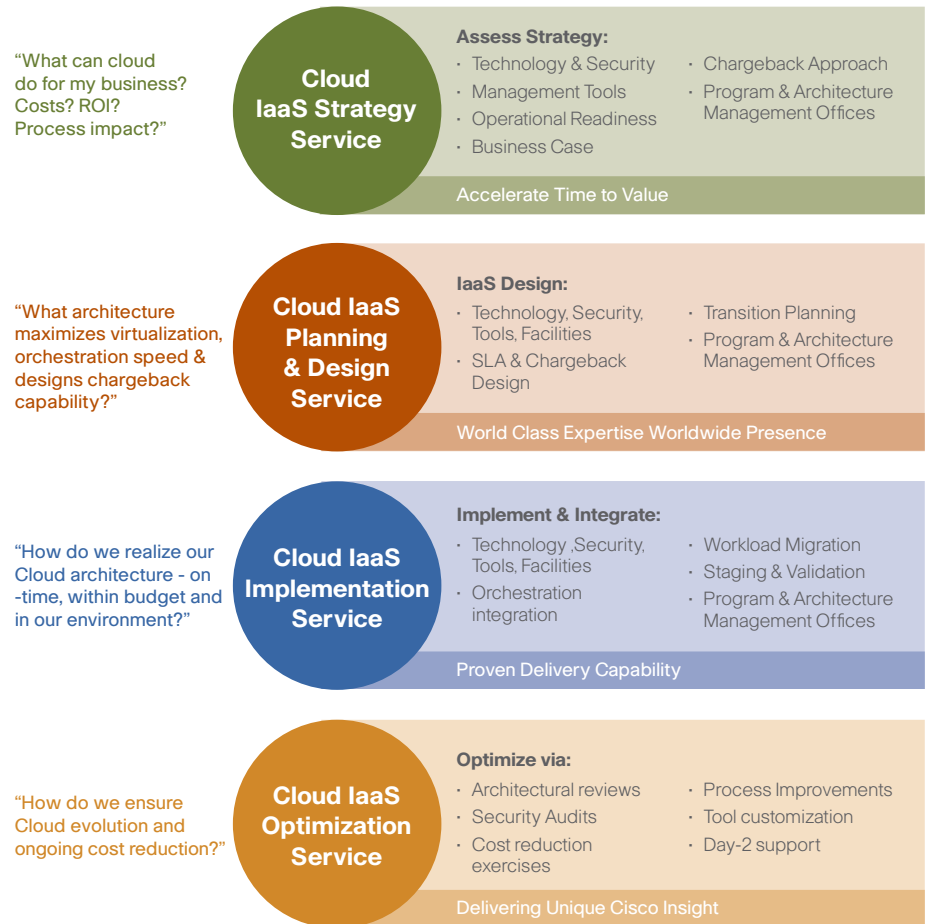 “What can cloud
do for my business?
Costs? ROI?
Process impact?”
Cloud
IaaS Strategy
Service
Assess Strategy:
· Technology & Security
· Management Tools
· Operational Readiness
· Business Case
· Chargeback Approach
· Program & Architecture
Management Offices
Accelerate Time to Value
“What architecture
maximizes virtualization,
orchestration speed &
designs chargeback
capability?”
Cloud IaaS
Planning
& Design
Service
IaaS Design:
· Technology, Security,
Tools, Facilities
· SLA & Chargeback
Design
· Transition Planning
· Program & Architecture
Management Offices
World Class Expertise Worldwide Presence
“How do we realize our
Cloud architecture - on
-time, within budget and
in our environment?”
Cloud IaaS
Implementation
Service
Implement & Integrate:
· Technology ,Security,
Tools, Facilities
· Orchestration
integration
· Workload Migration
· Staging & Validation
· Program & Architecture
Management Offices
Proven Delivery Capability
“How do we ensure
Cloud evolution and
ongoing cost reduction?”
Cloud IaaS
Optimization
Service
Optimize via:
· Architectural reviews
· Security Audits
· Cost reduction
exercises
· Process Improvements
· Tool customization
· Day-2 support
Delivering Unique Cisco Insight